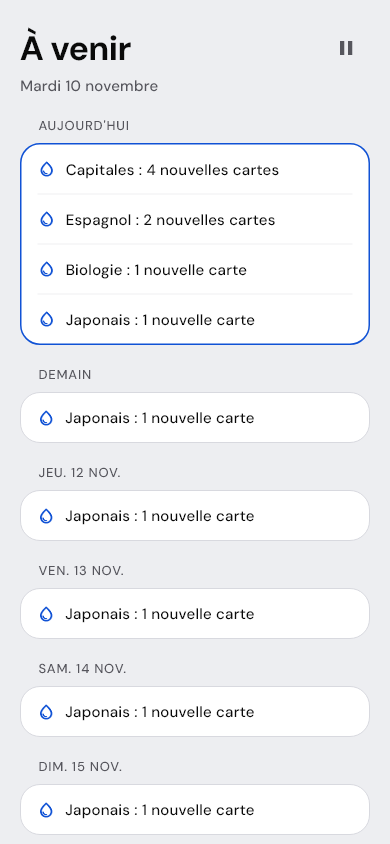 À venir
Mardi 10 novembre
AUJOURD'HUI
Capitales : 4 nouvelles cartes
Espagnol : 2 nouvelles cartes
Biologie : 1 nouvelle carte
Japonais : 1 nouvelle carte
DEMAIN
Japonais : 1 nouvelle carte
JEU. 12 NOV.
Japonais : 1 nouvelle carte
VEN. 13 NOV.
Japonais : 1 nouvelle carte
SAM. 14 NOV.
Japonais : 1 nouvelle carte
DIM. 15 NOV.
Japonais : 1 nouvelle carte